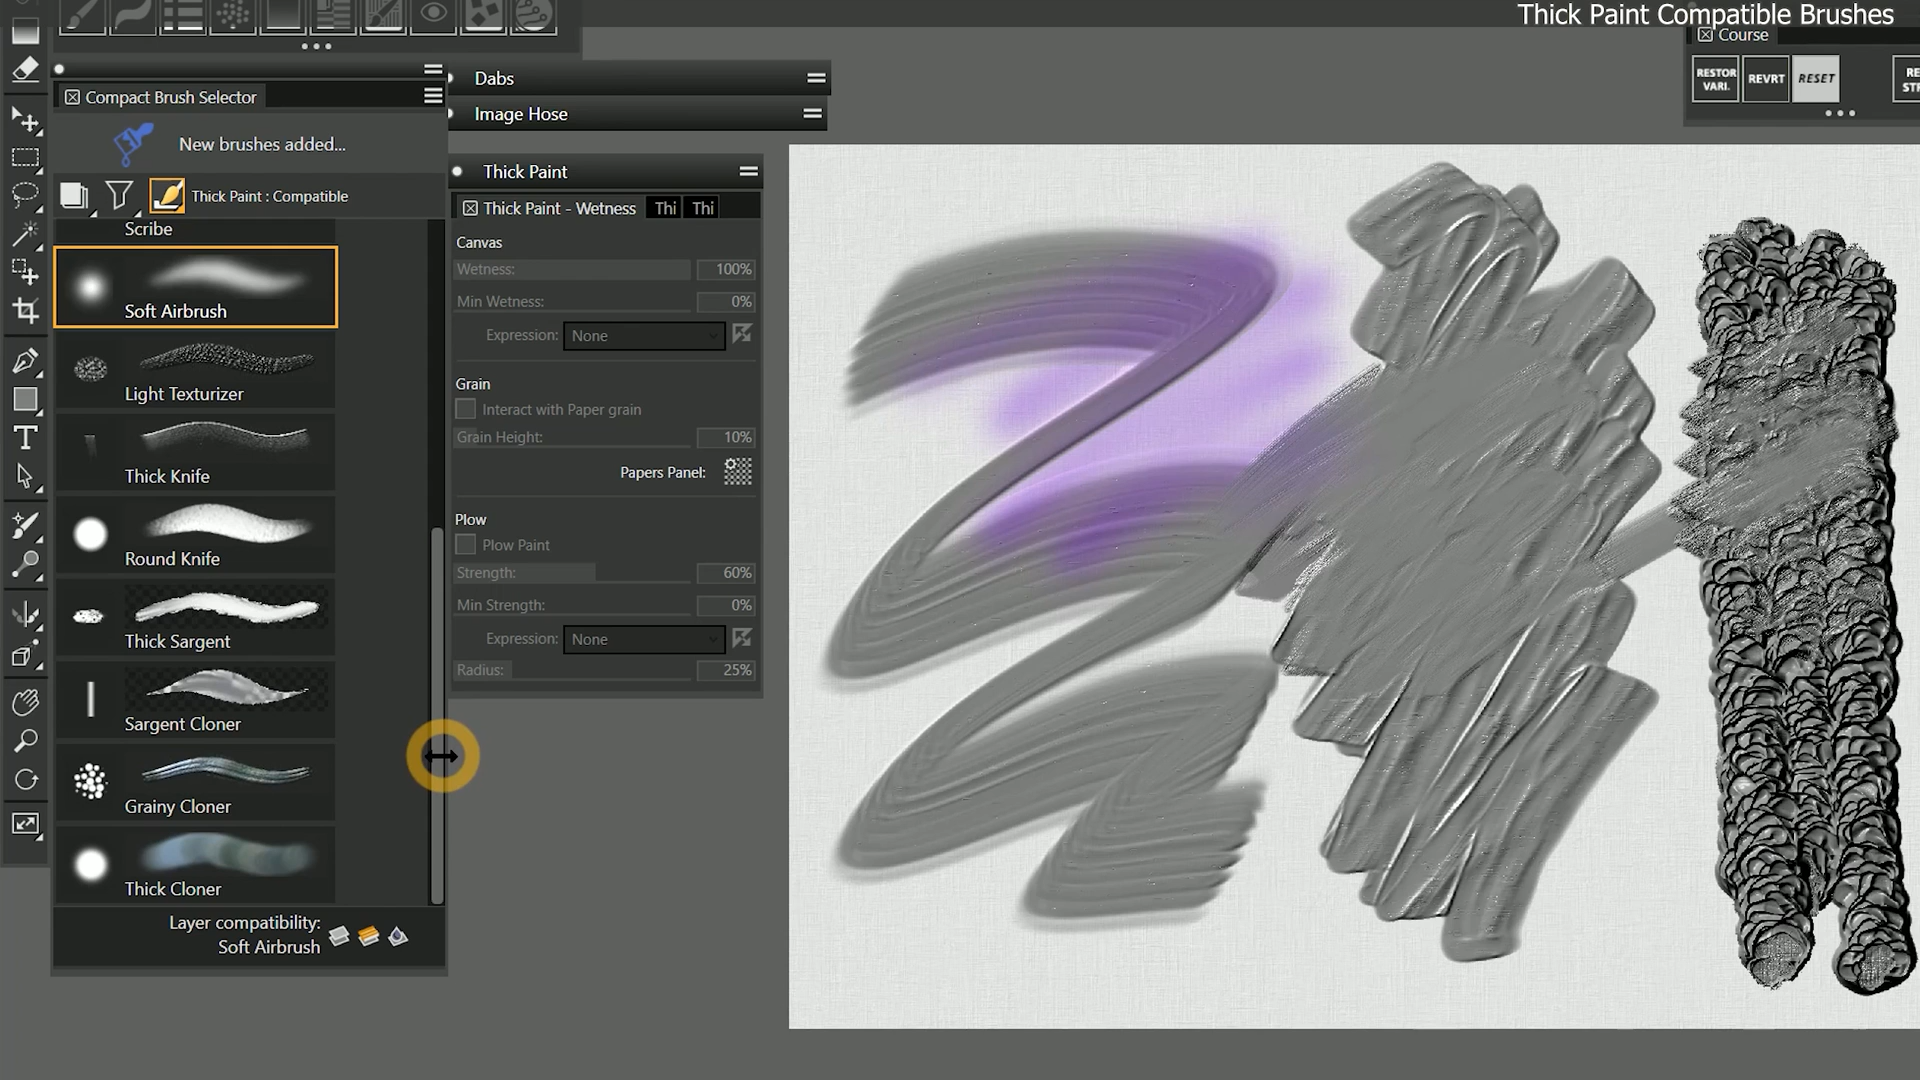 Thick Paint Compatible Brushes
Course
RESTOR VARI.
REVRT
RESET
Compact Brush Selector
New brushes added...
Thick Paint : Compatible
Scribe
Soft Airbrush
Light Texturizer
Thick Knife
Round Knife
Thick Sargent
Sargent Cloner
Grainy Cloner
Thick Cloner
Layer compatibility:
Soft Airbrush
Dabs
Image Hose
Thick Paint
Thick Paint - Wetness Thi Thi
Canvas
Wetness: 100%
Min Wetness: 0%
Expression: None
Grain
Interact with Paper grain
Grain Height: 10%
Papers Panel:
Plow
Plow Paint
Strength: 60%
Min Strength: 0%
Expression: None
Radius: 25%